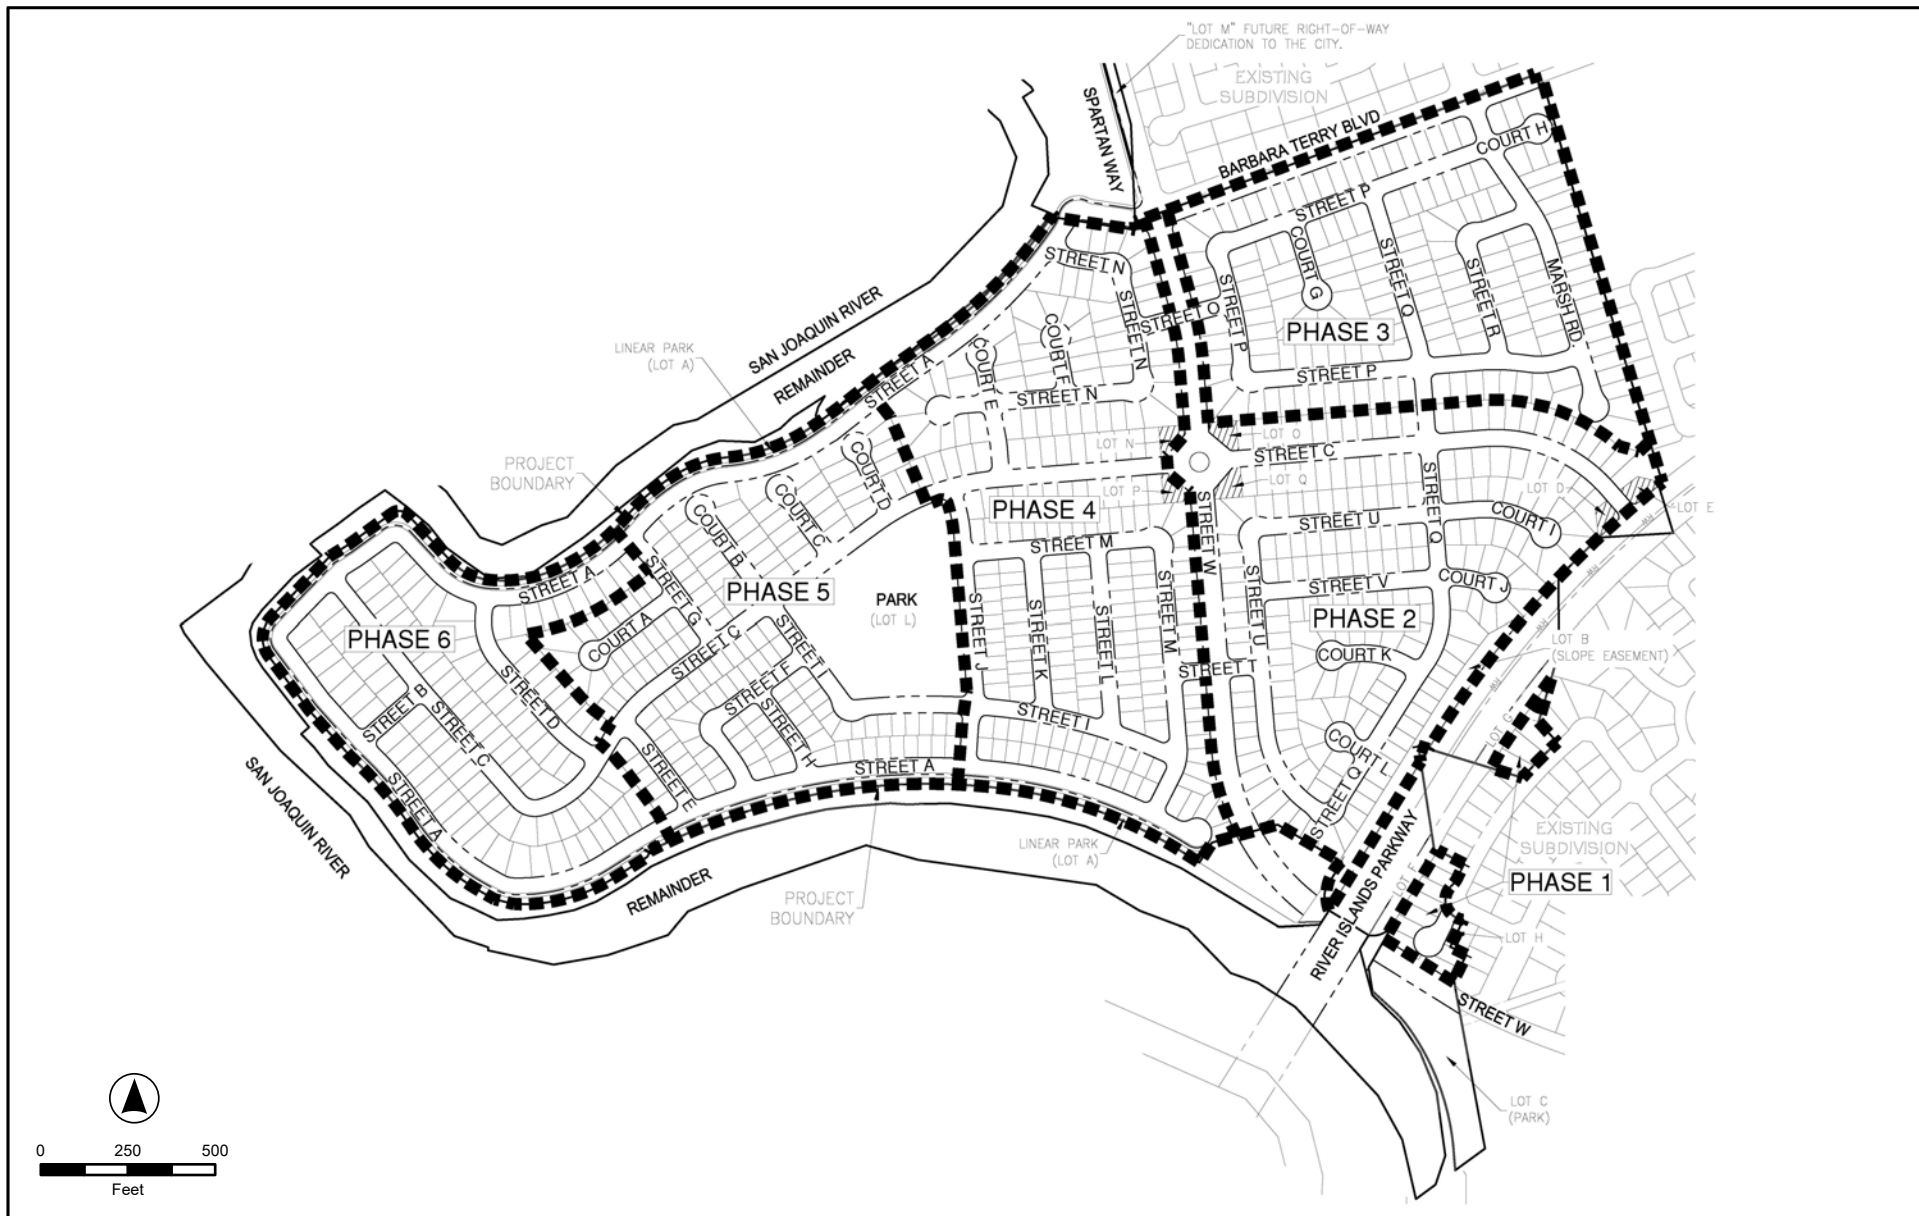 "LOT M" FUTURE RIGHT-OF-WAY
DEDICATION TO THE CITY.
EXISTING
SUBDIVISION
SPARTAN WAY
BARBARA TERRY BLVD
COURT H
STREET P
COURT G
STREET Q
STREET R
MARSH RD
STREET N
STREET N
STREET O
STREET P
PHASE 3
SAN JOAQUIN RIVER
REMAINDER
LINEAR PARK
(LOT A)
STREET A
COURT E
COURT F
STREET N
STREET P
LOT N
LOT O
STREET C
PROJECT
BOUNDARY
COURT D
COURT C
COURT B
LOT P
LOT Q
PHASE 4
STREET W
STREET Q
LOT D
LOT E
STREET U
COURT I
STREET M
STREET A
STREET G
PHASE 5
PARK
(LOT L)
STREET J
STREET K
STREET L
STREET M
STREET U
STREET V
COURT J
PHASE 2
PHASE 6
COURT A
STREET C
STREET I
STREET F
STREET H
STREET T
COURT K
LOT B
(SLOPE EASEMENT)
STREET B
STREET C
STREET D
STREET E
STREET I
COURT L
STREET Q
LOT G
STREET A
STREET A
SAN JOAQUIN RIVER
REMAINDER
PROJECT
BOUNDARY
LINEAR PARK
(LOT A)
EXISTING
SUBDIVISION
PHASE 1
LOT F
LOT H
RIVER ISLANDS PARKWAY
STREET W
LOT C
(PARK)
0 250 500
Feet